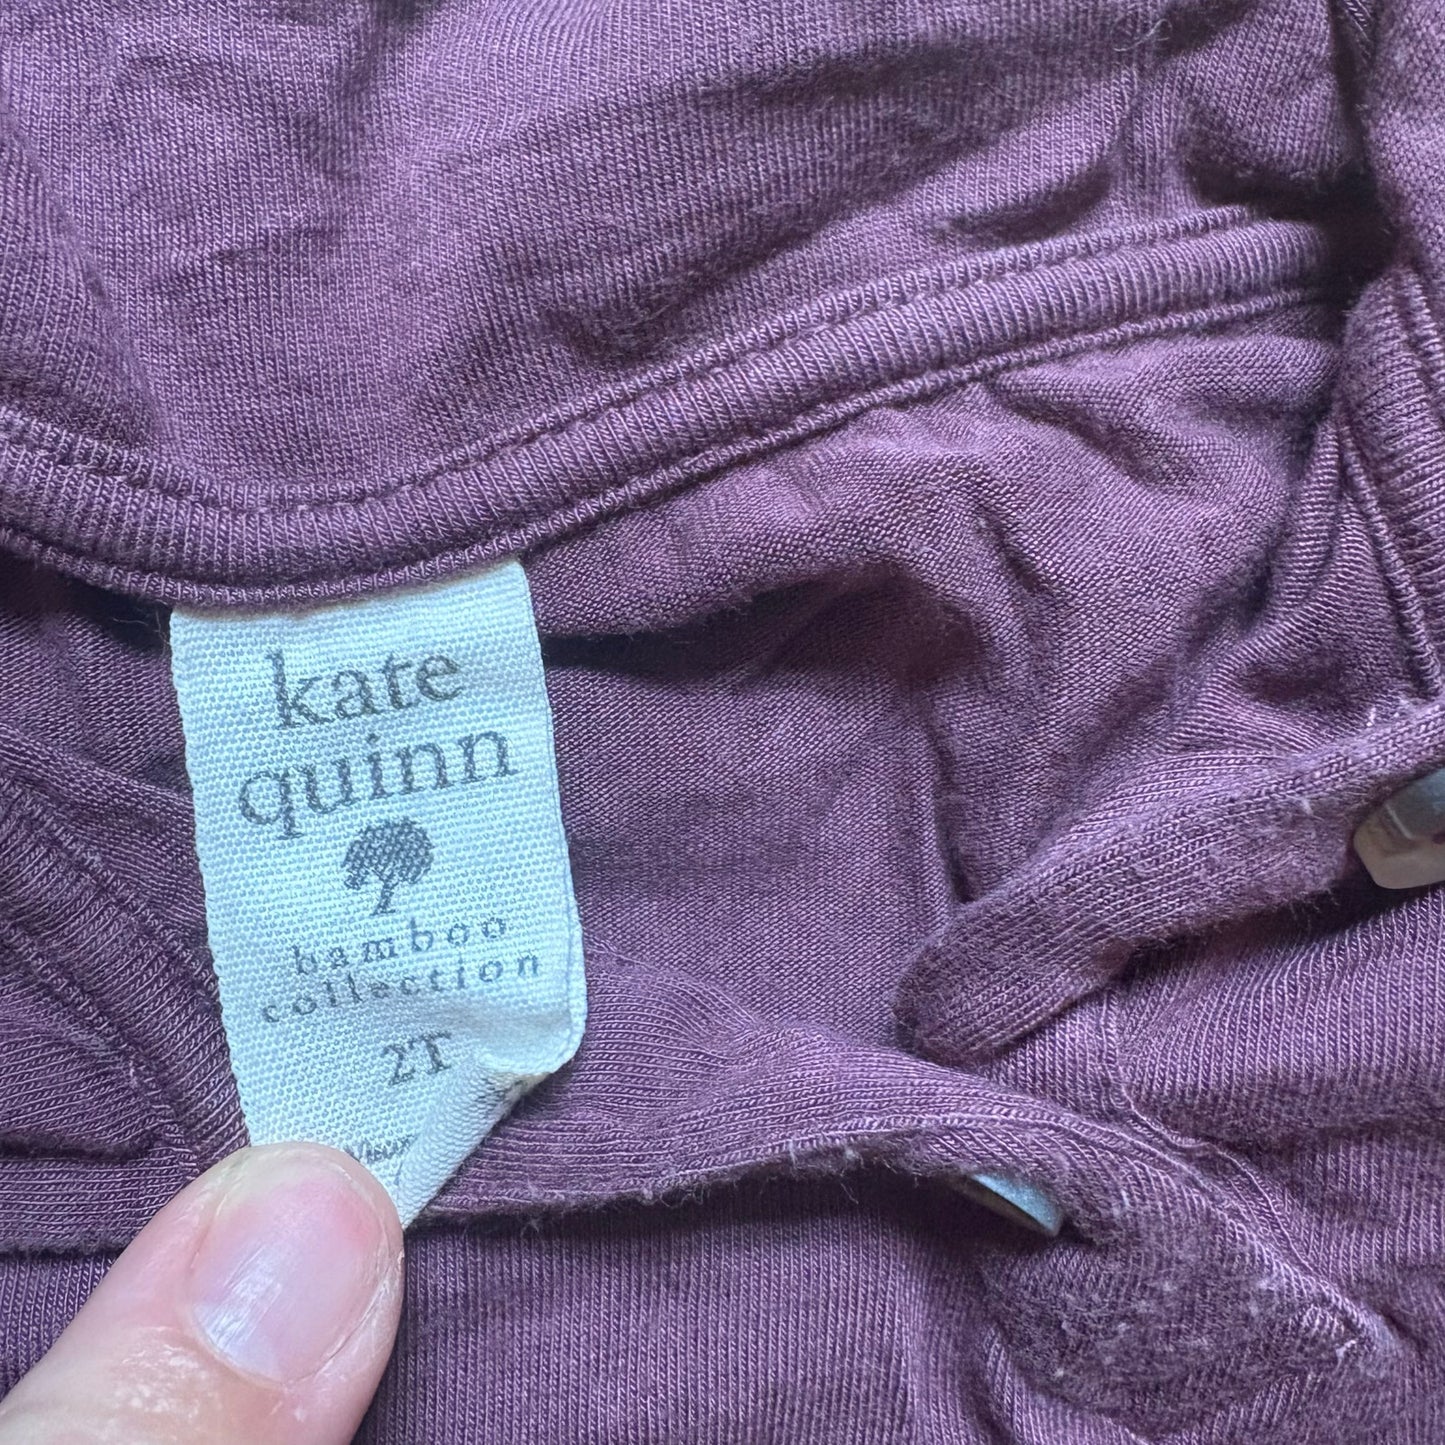 kate
quinn
bamboo
collection
2T